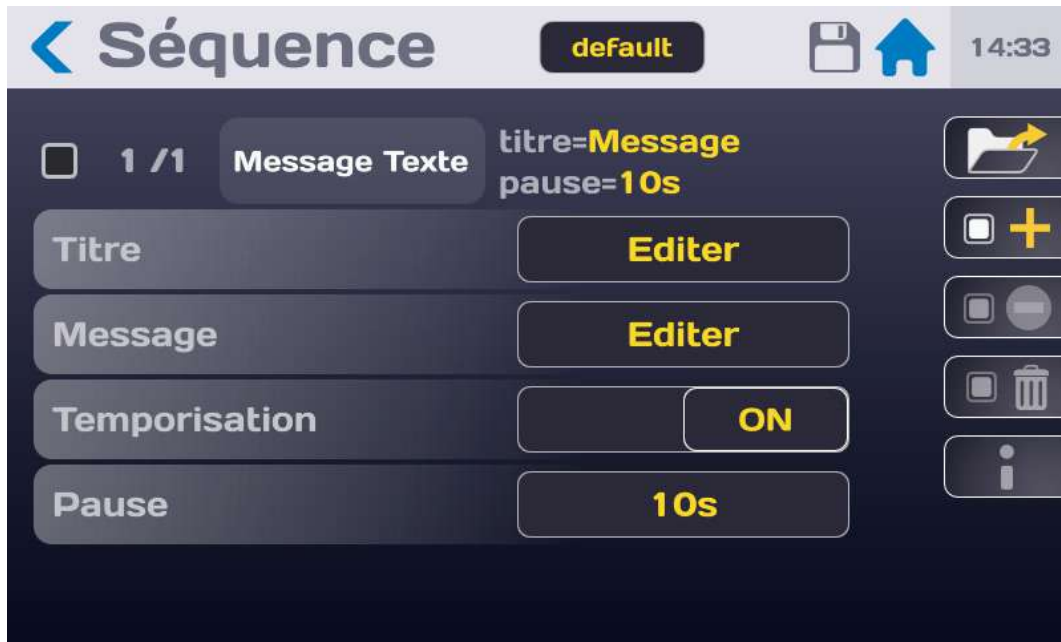 Séquence default 14:33
1 /1 Message Texte titre=Message
pause=10s
Titre Editer
Message Editer
Temporisation ON
Pause 10s